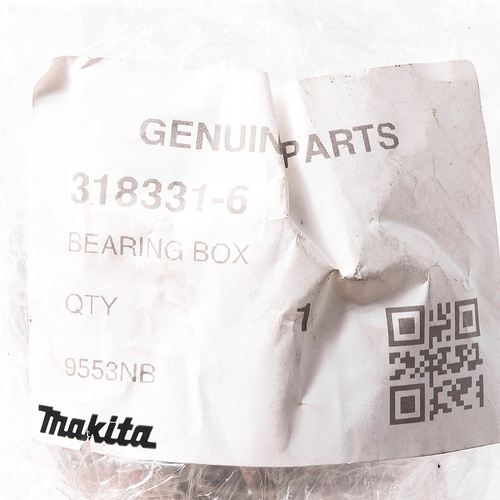 GENUIN PARTS
318331-6
BEARING BOX
QTY 1
9553NB
makita